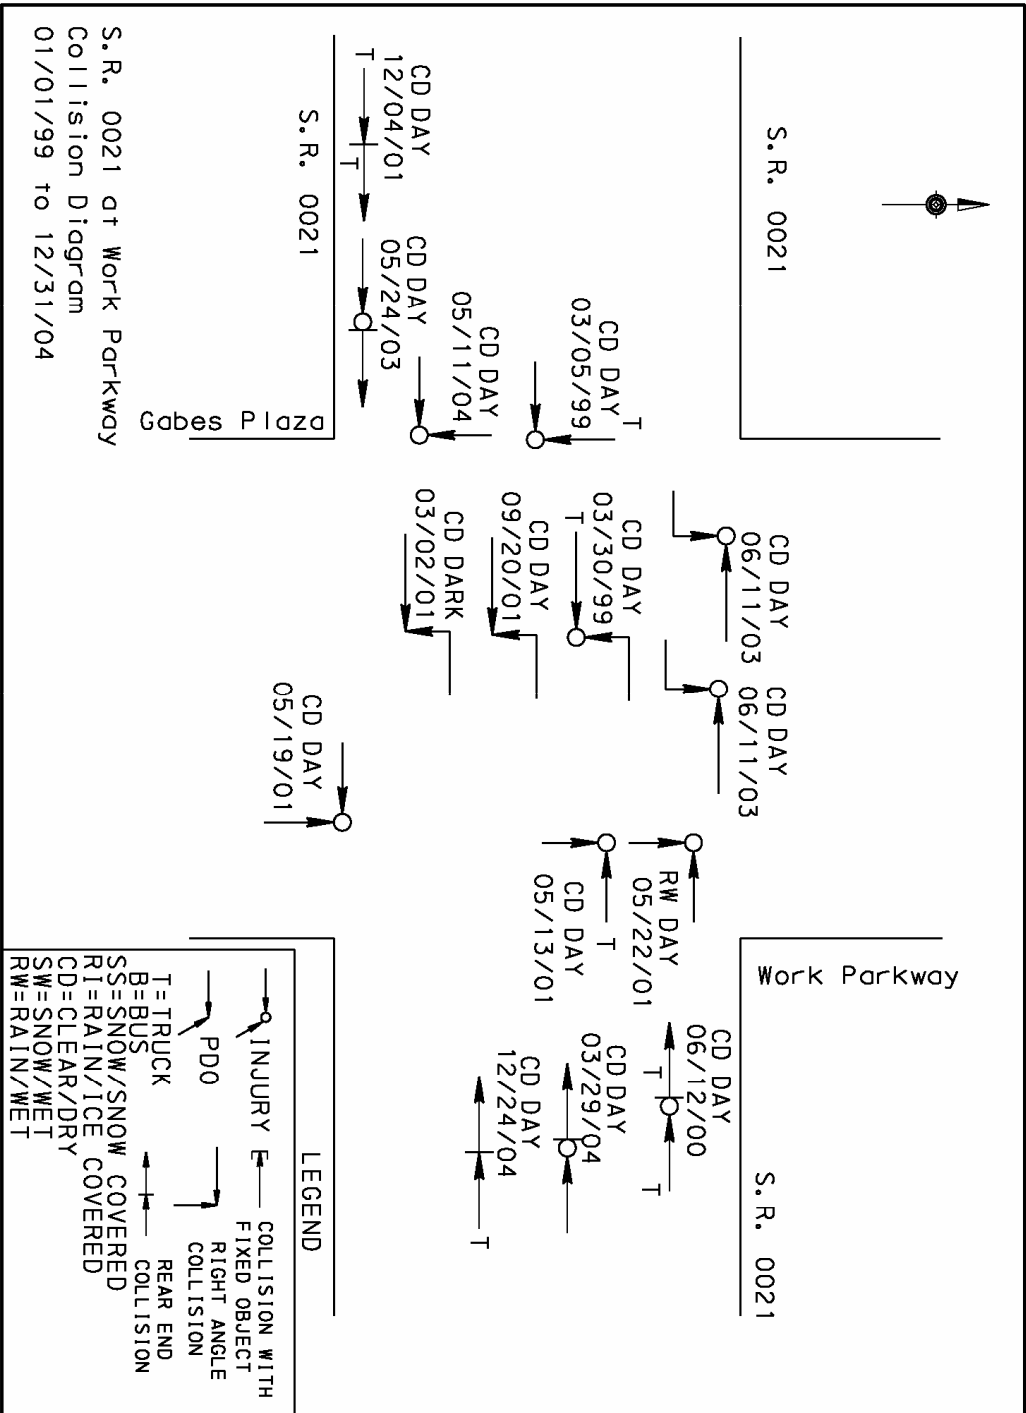 S.R. 0021
Work Parkway
S.R. 0021
CD DAY
06/11/03
CD DAY
06/11/03
RW DAY
05/22/01
CD DAY
06/12/00
T
T
T
CD DAY
03/05/99
CD DAY
03/30/99
T
CD DAY
05/13/01
T
CD DAY
03/29/04
CD DAY
05/11/04
CD DAY
09/20/01
CD DAY
12/24/04
T
CD DAY
12/04/01
T
T
CD DAY
05/24/03
CD DARK
03/02/01
S.R. 0021
Gabes Plaza
CD DAY
05/19/01
S.R. 0021 at Work Parkway
Collision Diagram
01/01/99 to 12/31/04
LEGEND
INJURY
COLLISION WITH
FIXED OBJECT
PDO
RIGHT ANGLE
COLLISION
REAR END
COLLISION
T=TRUCK
B=BUS
SS=SNOW/SNOW COVERED
RI=RAIN/ICE COVERED
CD=CLEAR/DRY
SW=SNOW/WET
RW=RAIN/WET